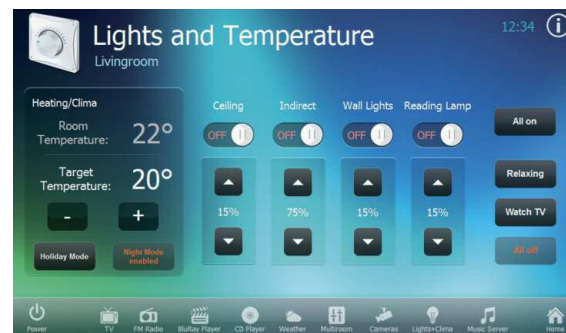 Lights and Temperature
Livingroom
12:34
i
Heating/Clima
Room
Temperature:
22°
Target
Temperature:
20°
-
+
Holiday Mode
Night Mode
enabled
Ceiling
Indirect
Wall Lights
Reading Lamp
OFF
OFF
OFF
OFF
15%
75%
15%
15%
All on
Relaxing
Watch TV
All off
Power
TV
FM Radio
BluRay Player
CD Player
Weather
Multiroom
Cameras
Lights+Clima
Music Server
Home